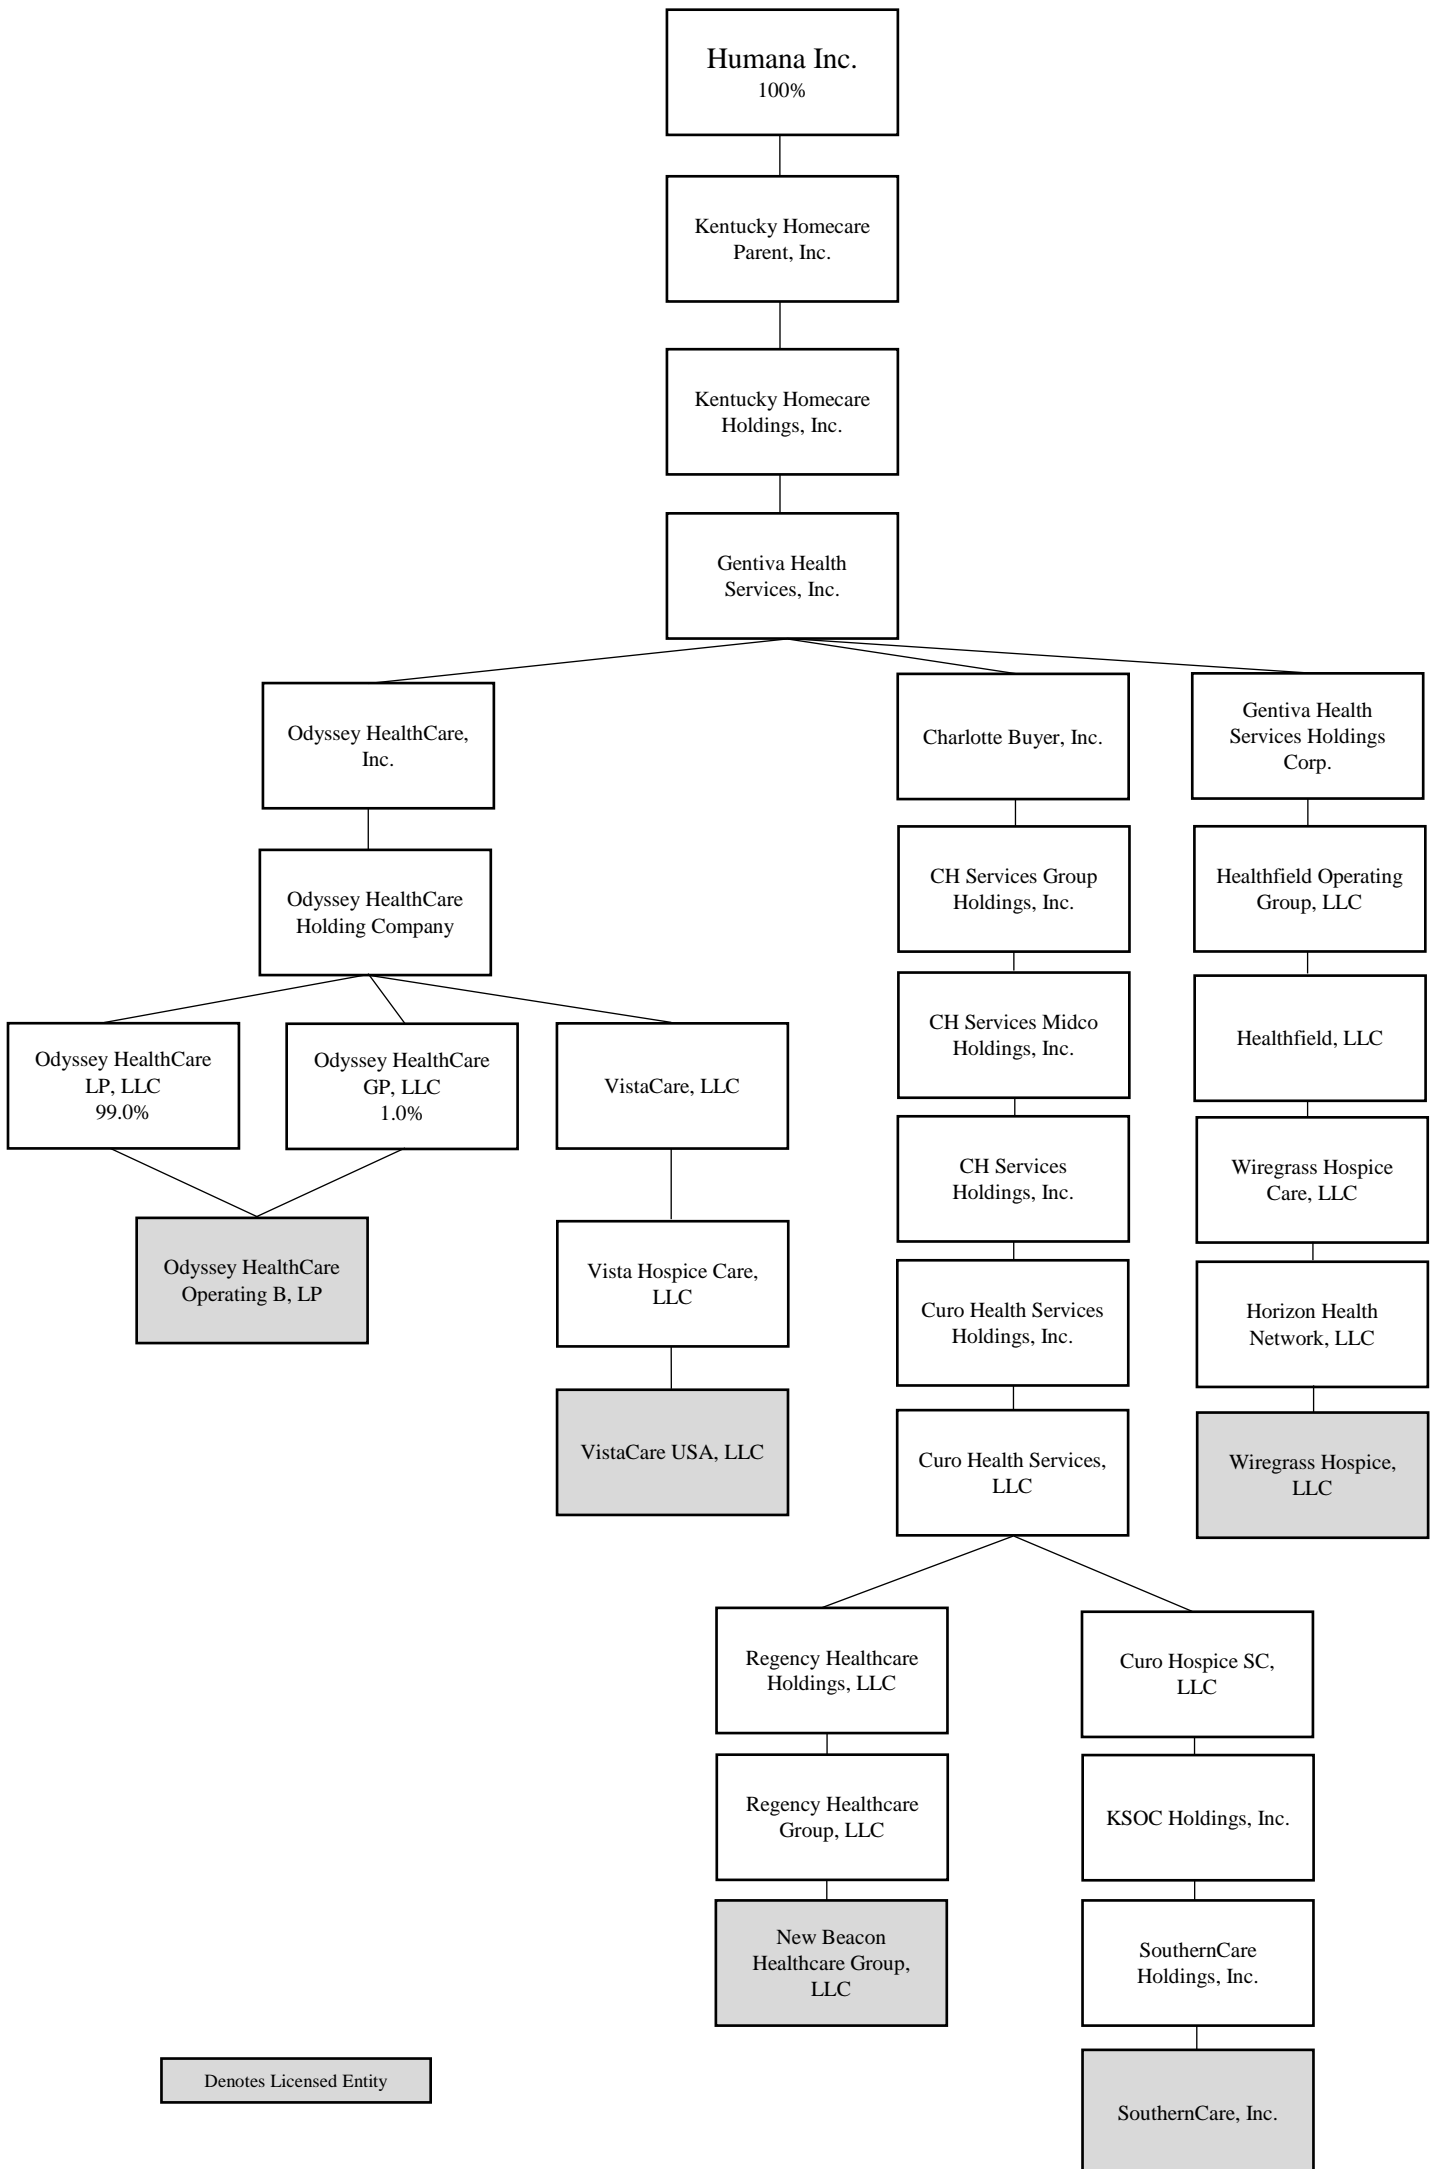 Humana Inc.
100%
Kentucky Homecare
Parent, Inc.
Kentucky Homecare
Holdings, Inc.
Gentiva Health
Services, Inc.
Odyssey HealthCare,
Inc.
Charlotte Buyer, Inc.
Gentiva Health
Services Holdings
Corp.
Odyssey HealthCare
Holding Company
CH Services Group
Holdings, Inc.
Healthfield Operating
Group, LLC
Odyssey HealthCare
LP, LLC
99.0%
Odyssey HealthCare
GP, LLC
1.0%
VistaCare, LLC
CH Services Midco
Holdings, Inc.
Healthfield, LLC
CH Services
Holdings, Inc.
Wiregrass Hospice
Care, LLC
Odyssey HealthCare
Operating B, LP
Vista Hospice Care,
LLC
Curo Health Services
Holdings, Inc.
Horizon Health
Network, LLC
VistaCare USA, LLC
Curo Health Services,
LLC
Wiregrass Hospice,
LLC
Regency Healthcare
Holdings, LLC
Curo Hospice SC,
LLC
Regency Healthcare
Group, LLC
KSOC Holdings, Inc.
New Beacon
Healthcare Group,
LLC
SouthernCare
Holdings, Inc.
Denotes Licensed Entity
SouthernCare, Inc.